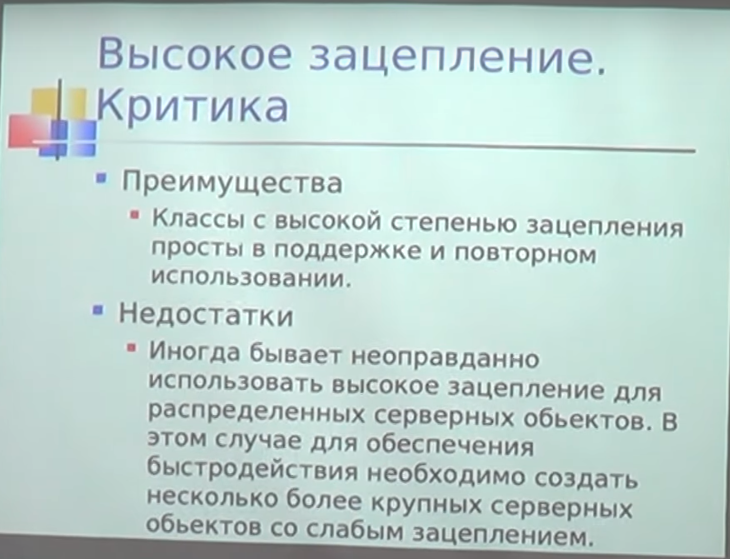 Высокое зацепление.
Критика
Преимущества
Классы с высокой степенью зацепления
просты в поддержке и повторном
использовании.
Недостатки
Иногда бывает неоправданно
использовать высокое зацепление для
распределенных серверных обьектов. В
этом случае для обеспечения
быстродействия необходимо создать
несколько более крупных серверных
обьектов со слабым зацеплением.